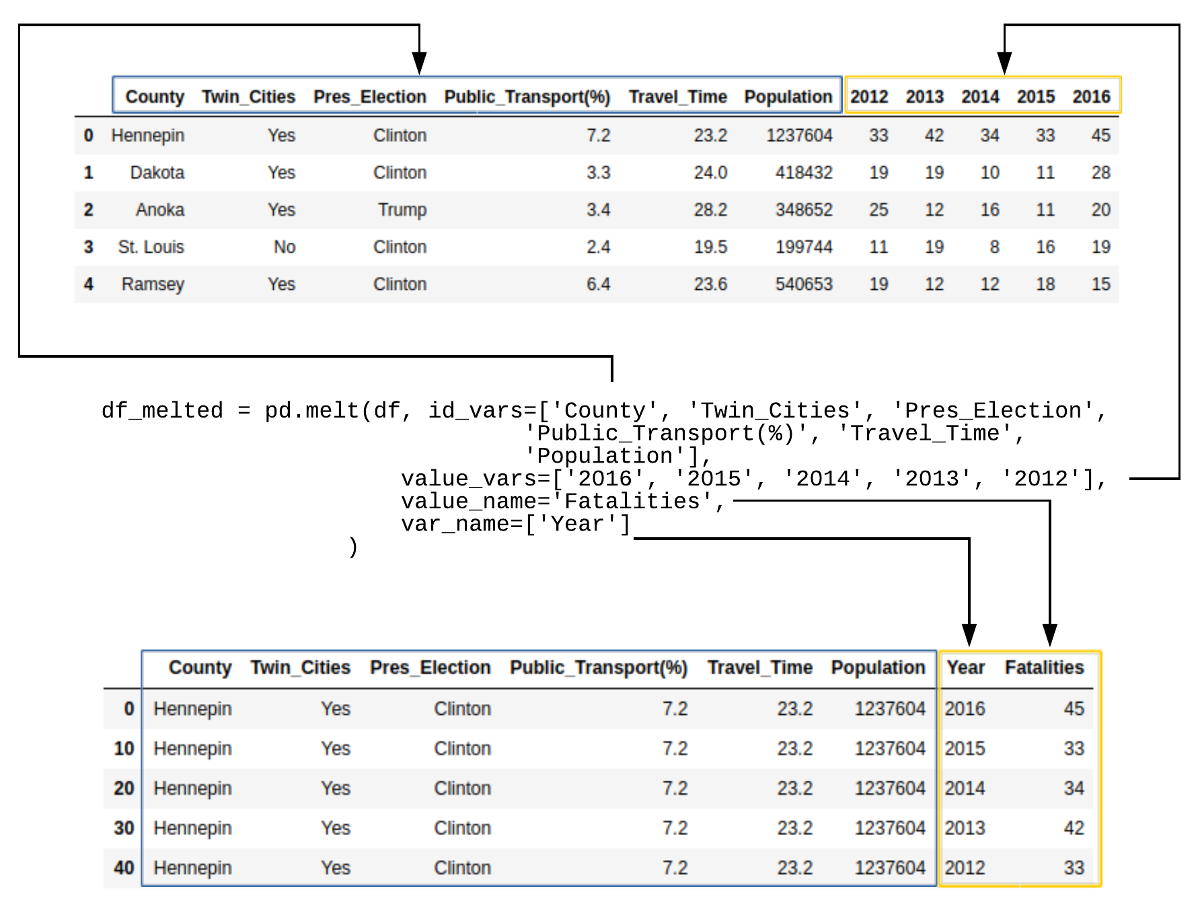 County Twin_Cities Pres_Election Public_Transport(%) Travel_Time Population 2012 2013 2014 2015 2016
0 Hennepin Yes Clinton 7.2 23.2 1237604 33 42 34 33 45
1 Dakota Yes Clinton 3.3 24.0 418432 19 19 10 11 28
2 Anoka Yes Trump 3.4 28.2 348652 25 12 16 11 20
3 St. Louis No Clinton 2.4 19.5 199744 11 19 8 16 19
4 Ramsey Yes Clinton 6.4 23.6 540653 19 12 12 18 15
df_melted = pd.melt(df, id_vars=['County', 'Twin_Cities', 'Pres_Election',
'Public_Transport(%)', 'Travel_Time',
'Population'],
value_vars=['2016', '2015', '2014', '2013', '2012'],
value_name='Fatalities',
var_name=['Year']
)
County Twin_Cities Pres_Election Public_Transport(%) Travel_Time Population Year Fatalities
0 Hennepin Yes Clinton 7.2 23.2 1237604 2016 45
10 Hennepin Yes Clinton 7.2 23.2 1237604 2015 33
20 Hennepin Yes Clinton 7.2 23.2 1237604 2014 34
30 Hennepin Yes Clinton 7.2 23.2 1237604 2013 42
40 Hennepin Yes Clinton 7.2 23.2 1237604 2012 33